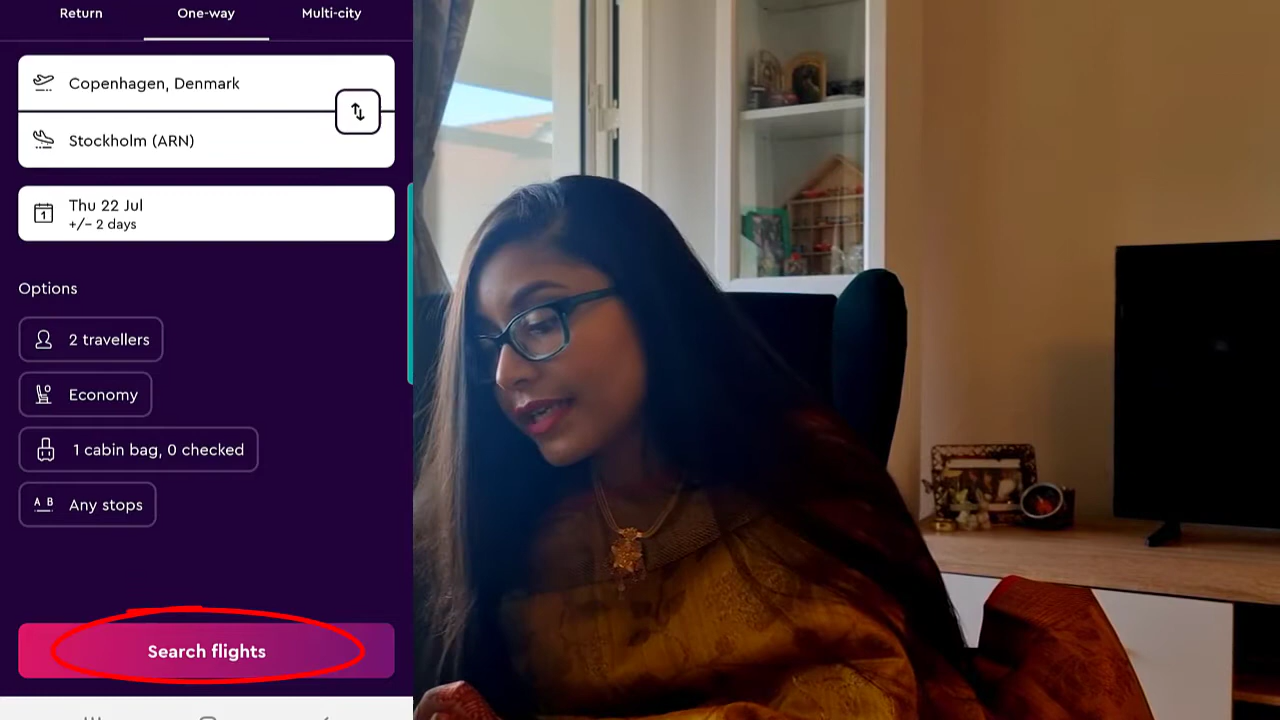 Return One-way Multi-city
Copenhagen, Denmark
Stockholm (ARN)
1
Thu 22 Jul
+/- 2 days
Options
2 travellers
Economy
1 cabin bag, 0 checked
A B
Any stops
Search flights